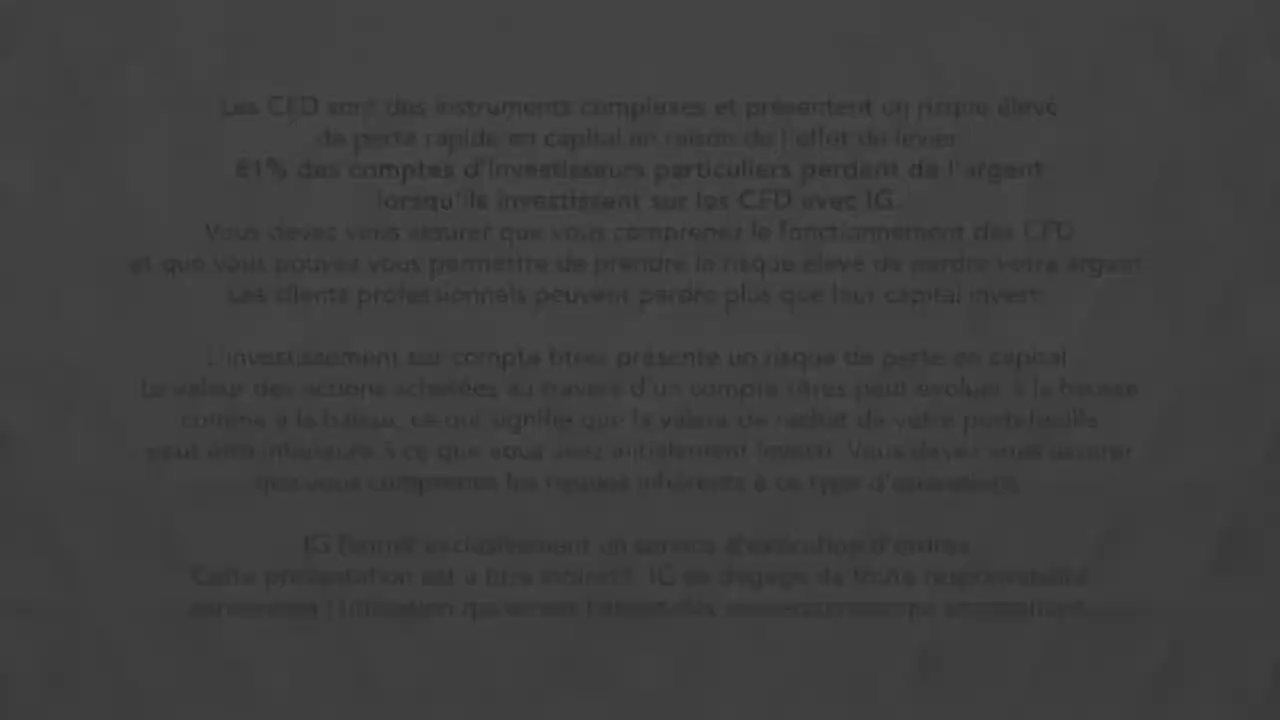 Les CFD sont des instruments complexes et présentent un risque élevé
de perte rapide en capital en raison de l'effet de levier.
81% des comptes d'investisseurs particuliers perdent de l'argent
lorsqu'ils investissent sur les CFD avec IG.
Vous devez vous assurer que vous comprenez le fonctionnement des CFD
et que vous pouvez vous permettre de prendre le risque élevé de perdre votre argent.
Les clients professionnels peuvent perdre plus que leur capital investi.
L'investissement sur compte titres présente un risque de perte en capital.
La valeur des actions achetées au travers d'un compte titres peut évoluer à la hausse
comme à la baisse, ce qui signifie que la valeur de rachat de votre portefeuille
peut être inférieure à ce que vous avez initialement investi. Vous devez vous assurer
que vous comprenez les risques inhérents à ce type d'opérations.
IG fournit exclusivement un service d'exécution d'ordres.
Cette présentation est à titre indicatif. IG se dégage de toute responsabilité
concernant l'utilisation qui